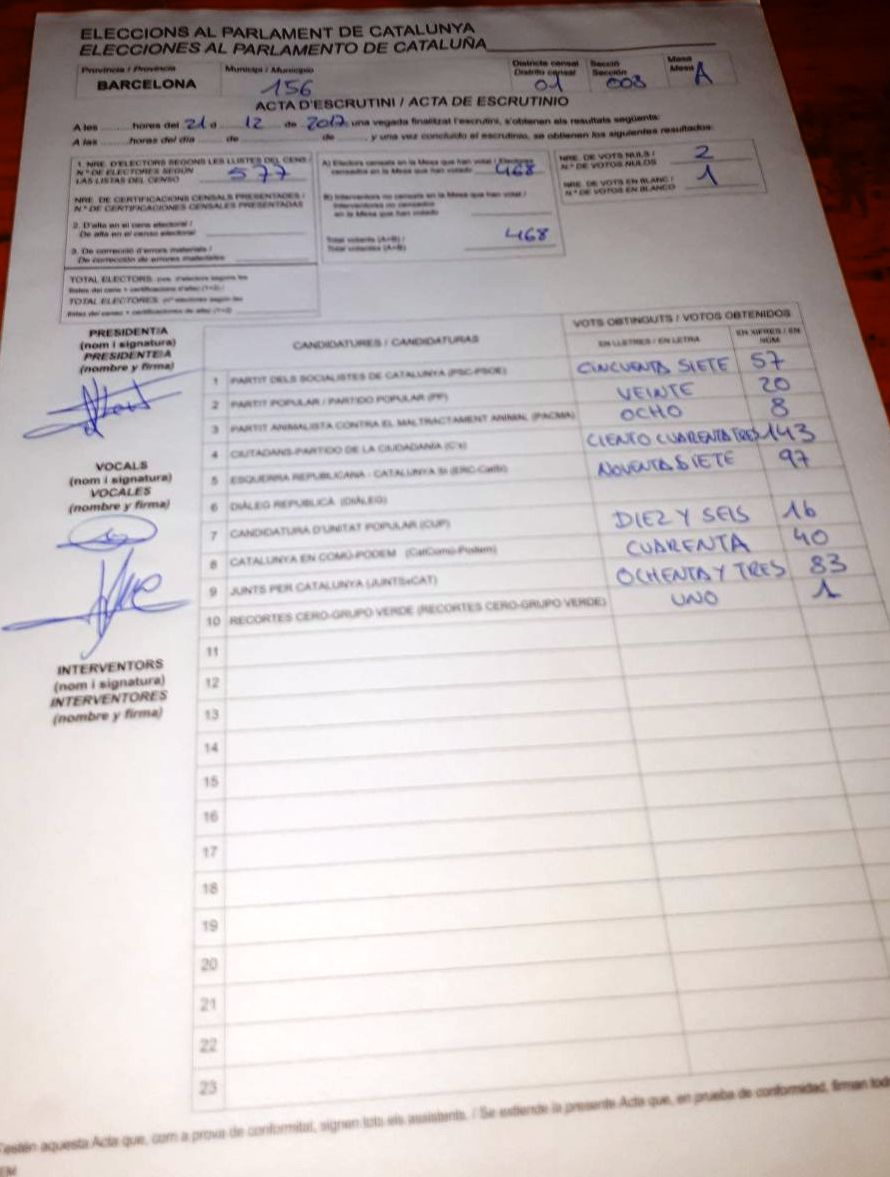 ELECCIONS AL PARLAMENT DE CATALUNYA
ELECCIONES AL PARLAMENTO DE CATALUÑA
Província / Provincia
BARCELONA
Municipi / Municipio
156
Districte censal
Distrito censal
01
Secció
Sección
003
Mesa
Mesa
A
ACTA D'ESCRUTINI / ACTA DE ESCRUTINIO
A les hores del 21 d 12 de 2017, una vegada finalitzat l'escrutini, s'obtenen els resultats següents:
A las horas del día de de y una vez concluido el escrutinio, se obtienen los siguientes resultados:
1. NRE. D'ELECTORS SEGONS LES LLISTES DEL CENS
N.º DE ELECTORES SEGÚN
LAS LISTAS DEL CENSO
577
NRE. DE CERTIFICACIONS CENSALS PRESENTADES /
N.º DE CERTIFICACIONES CENSALES PRESENTADAS
2. D'alta en el cens electoral /
De alta en el censo electoral
3. De correcció d'errors materials /
De corrección de errores materiales
TOTAL ELECTORS
TOTAL ELECTORES
A) Electors censats en la Mesa que han votat / Electores
censados en la Mesa que han votado
468
B) Interventors no censats en la Mesa que han votat /
Interventores no censados
en la Mesa que han votado
Total votants (A+B) /
Total votantes (A+B)
468
NRE. DE VOTS NULS /
N.º DE VOTOS NULOS
2
NRE. DE VOTS EN BLANC /
N.º DE VOTOS EN BLANCO
1
PRESIDENT/A
(nom i signatura)
PRESIDENTE/A
(nombre y firma)
VOCALS
(nom i signatura)
VOCALES
(nombre y firma)
INTERVENTORS
(nom i signatura)
INTERVENTORES
(nombre y firma)
CANDIDATURES / CANDIDATURAS
VOTS OBTINGUTS / VOTOS OBTENIDOS
EN LLETRES / EN LETRA
EN XIFRES / EN NÚM
1 PARTIT DELS SOCIALISTES DE CATALUNYA (PSC-PSOE) CINCUENTA SIETE 57
2 PARTIT POPULAR / PARTIDO POPULAR (PP) VEINTE 20
3 PARTIT ANIMALISTA CONTRA EL MALTRACTAMENT ANIMAL (PACMA) OCHO 8
4 CIUTADANS-PARTIDO DE LA CIUDADANÍA (C's) CIENTO CUARENTA TRES 143
5 ESQUERRA REPUBLICANA - CATALUNYA SÍ (ERC-CatSí) NOVENTA SIETE 97
6 DIÀLEG REPUBLICÀ (DIÀLEG)
7 CANDIDATURA D'UNITAT POPULAR (CUP) DIEZ Y SEIS 16
8 CATALUNYA EN COMÚ-PODEM (CatComú-Podem) CUARENTA 40
9 JUNTS PER CATALUNYA (JUNTSxCAT) OCHENTA Y TRES 83
10 RECORTES CERO-GRUPO VERDE (RECORTES CERO-GRUPO VERDE) UNO 1
11
12
13
14
15
16
17
18
19
20
21
22
23
aquesta Acta que, com a prova de conformitat, signen tots els assistents. / Se extiende la presente Acta que, en prueba de conformidad, firman